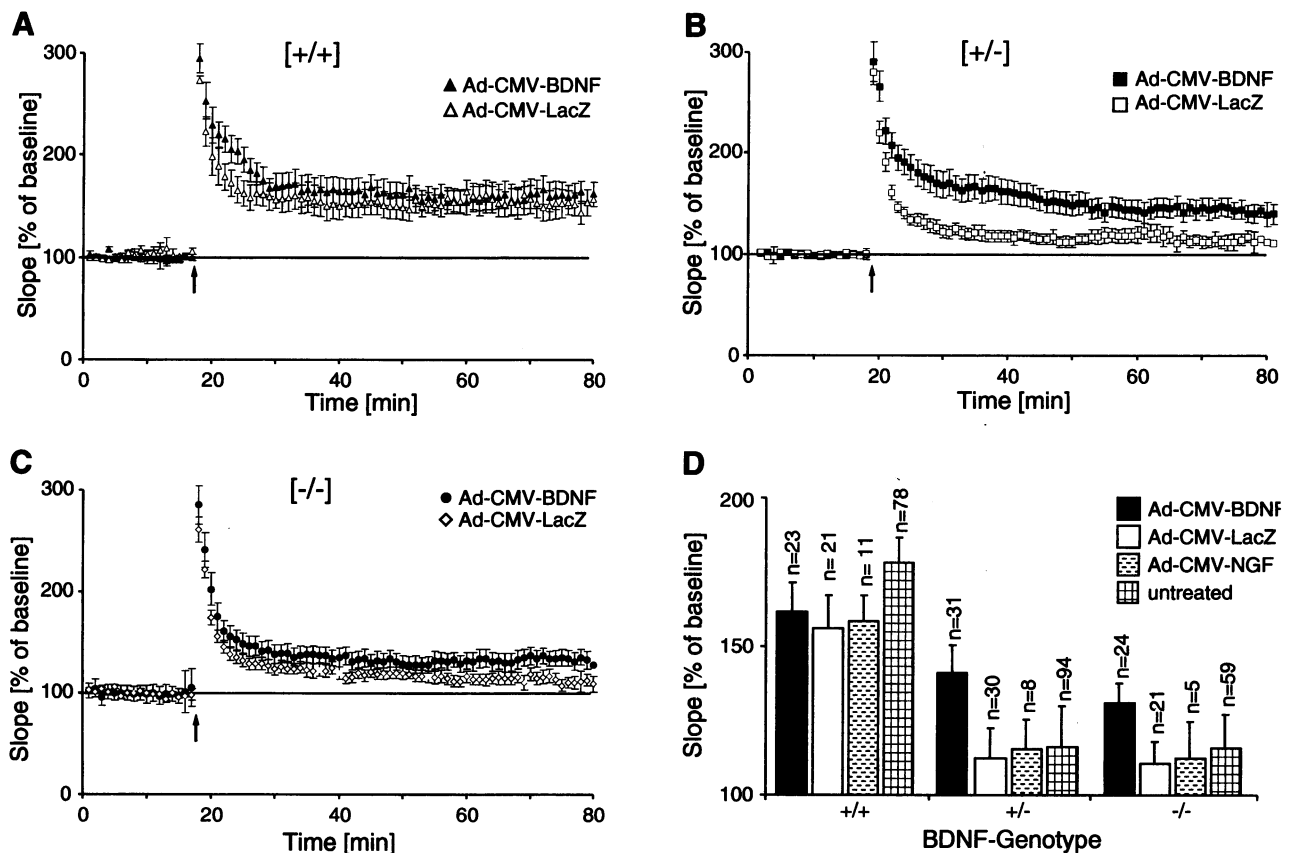 A
[+/+]
Ad-CMV-BDNF
Ad-CMV-LacZ
300
200
100
0
Slope [% of baseline]
0 20 40 60 80
Time [min]
B
[+/-]
Ad-CMV-BDNF
Ad-CMV-LacZ
300
200
100
0
Slope [% of baseline]
0 20 40 60 80
Time [min]
C
[-/-]
Ad-CMV-BDNF
Ad-CMV-LacZ
300
200
100
0
Slope [% of baseline]
0 20 40 60 80
Time [min]
D
Ad-CMV-BDNF
Ad-CMV-LacZ
Ad-CMV-NGF
untreated
200
150
100
Slope [% of baseline]
n=23
n= 21
n= 11
n=78
n=31
n=30
n=8
n=94
n=24
n=21
n=5
n=59
+/+ +/- -/-
BDNF-Genotype